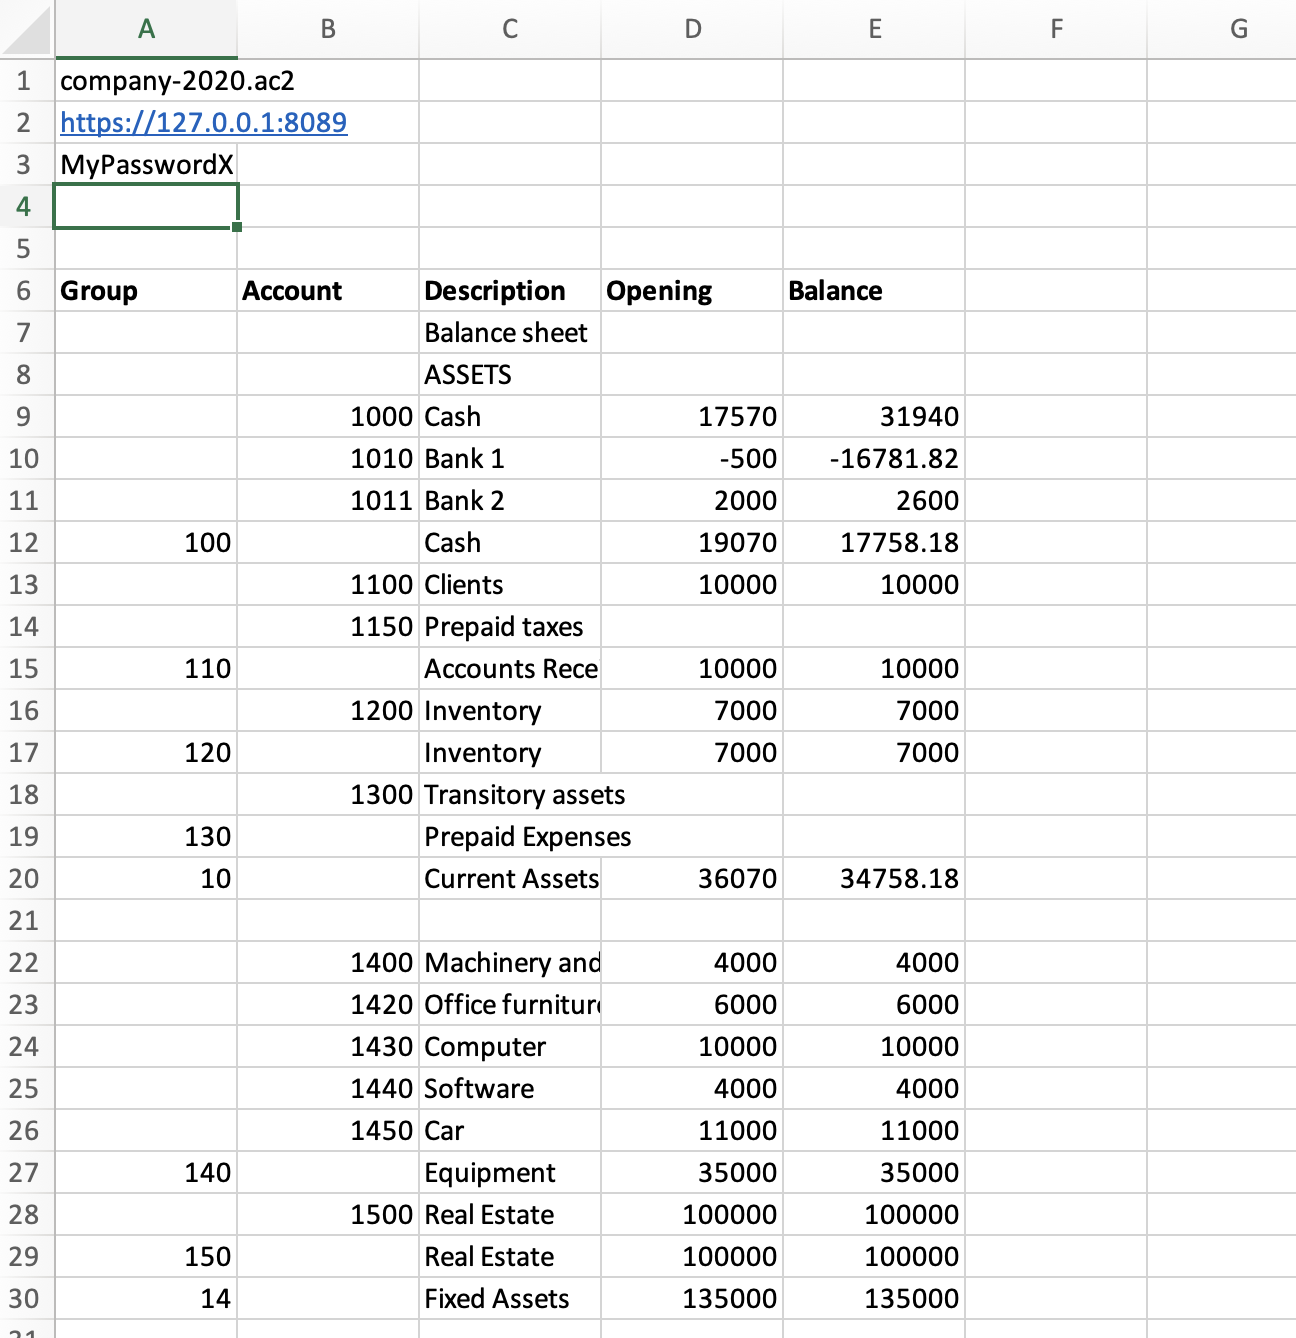 A B C D E F G
1 company-2020.ac2
2 https://127.0.0.1:8089
3 MyPasswordX
4
5
6 Group Account Description Opening Balance
7 Balance sheet
8 ASSETS
9 1000 Cash 17570 31940
10 1010 Bank 1 -500 -16781.82
11 1011 Bank 2 2000 2600
12 100 Cash 19070 17758.18
13 1100 Clients 10000 10000
14 1150 Prepaid taxes
15 110 Accounts Rece 10000 10000
16 1200 Inventory 7000 7000
17 120 Inventory 7000 7000
18 1300 Transitory assets
19 130 Prepaid Expenses
20 10 Current Assets 36070 34758.18
21
22 1400 Machinery and 4000 4000
23 1420 Office furniture 6000 6000
24 1430 Computer 10000 10000
25 1440 Software 4000 4000
26 1450 Car 11000 11000
27 140 Equipment 35000 35000
28 1500 Real Estate 100000 100000
29 150 Real Estate 100000 100000
30 14 Fixed Assets 135000 135000